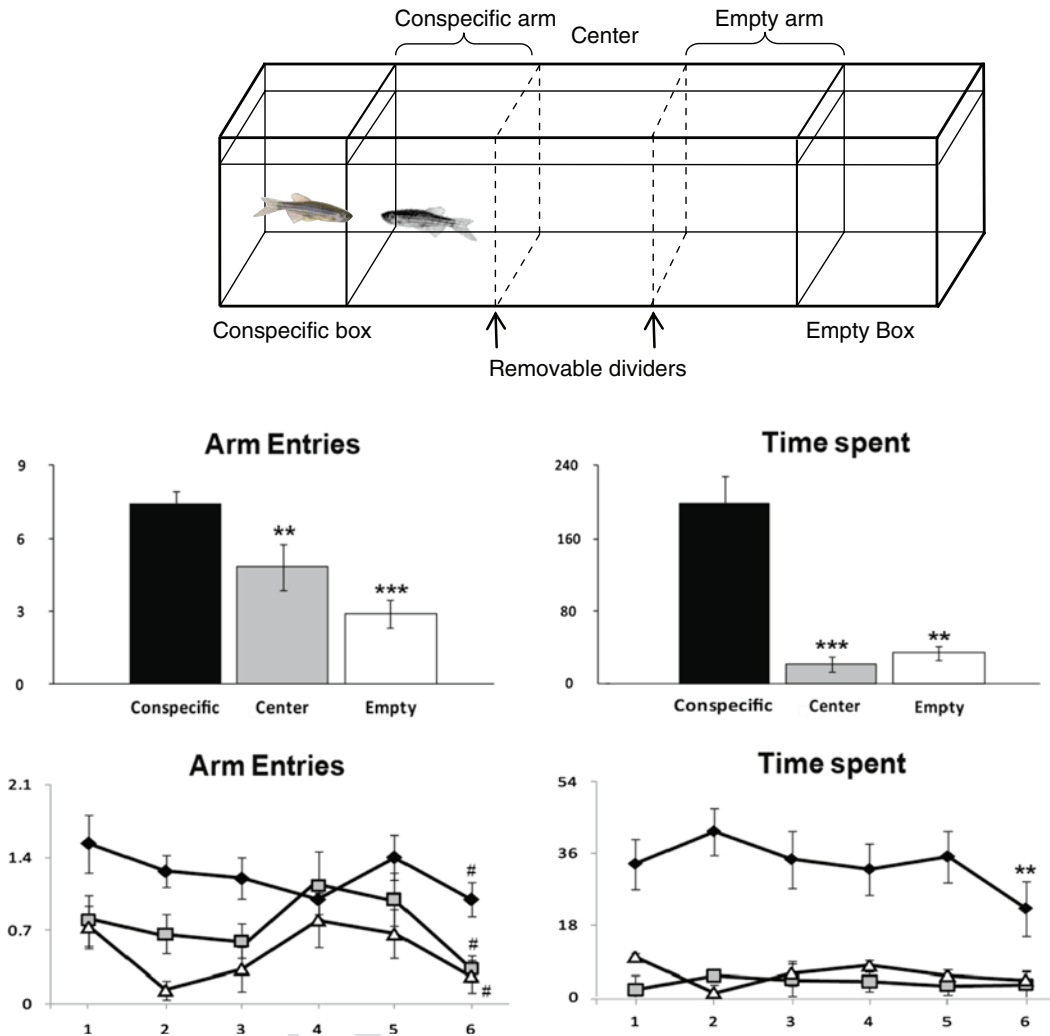 Conspecific arm Center Empty arm
Conspecific box Empty Box
Removable dividers
Arm Entries
9
6
3
0
** ***
Conspecific Center Empty
Time spent
240
160
80
0
*** **
Conspecific Center Empty
Arm Entries
2.1
1.4
0.7
0
#
#
#
1 2 3 4 5 6
Time spent
54
36
18
0
**
1 2 3 4 5 6